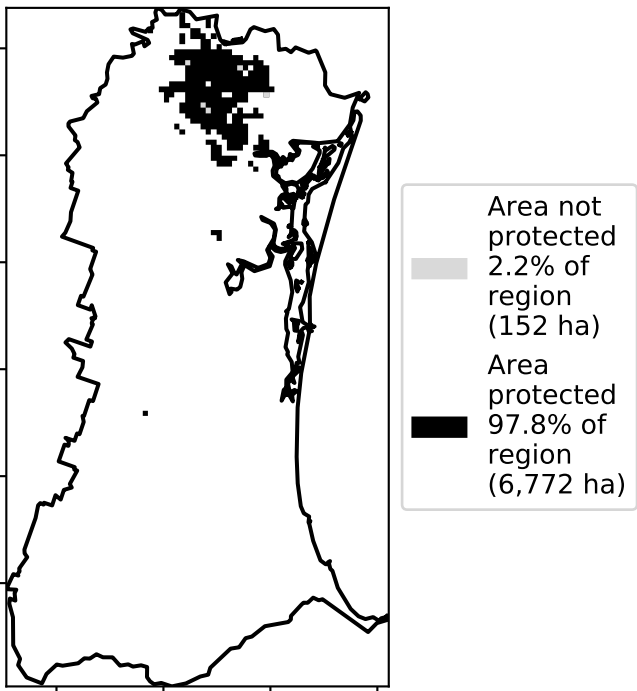 Area not
protected
2.2% of
region
(152 ha)
Area
protected
97.8% of
region
(6,772 ha)